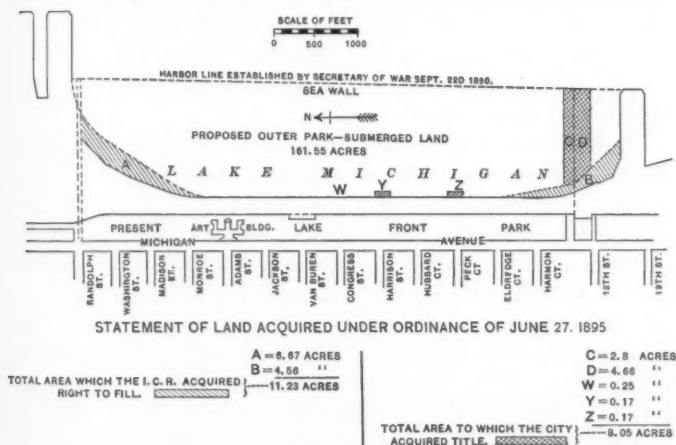 SCALE OF FEET
0 500 1000
HARBOR LINE ESTABLISHED BY SECRETARY OF WAR SEPT. 22D 1890.
SEA WALL
N
PROPOSED OUTER PARK—SUBMERGED LAND
161.55 ACRES
A
LAKE MICHIGAN
W
Y
Z
C
D
B
PRESENT ART BLDG. LAKE FRONT PARK
MICHIGAN AVENUE
RANDOLPH ST.
WASHINGTON ST.
MADISON ST.
MONROE ST.
ADAMS ST.
JACKSON ST.
VAN BUREN ST.
CONGRESS ST.
HARRISON ST.
HUBBARD CT.
PECK CT
ELDREDGE CT.
HARMON CT.
12TH ST.
13TH ST.
STATEMENT OF LAND ACQUIRED UNDER ORDINANCE OF JUNE 27. 1895
A = 6.67 ACRES
B = 4.56 "
TOTAL AREA WHICH THE I.C.R. ACQUIRED
RIGHT TO FILL.
11.23 ACRES
C = 2.8 ACRES
D = 4.66 "
W = 0.25 "
Y = 0.17 "
Z = 0.17 "
TOTAL AREA TO WHICH THE CITY
ACQUIRED TITLE.
8.05 ACRES